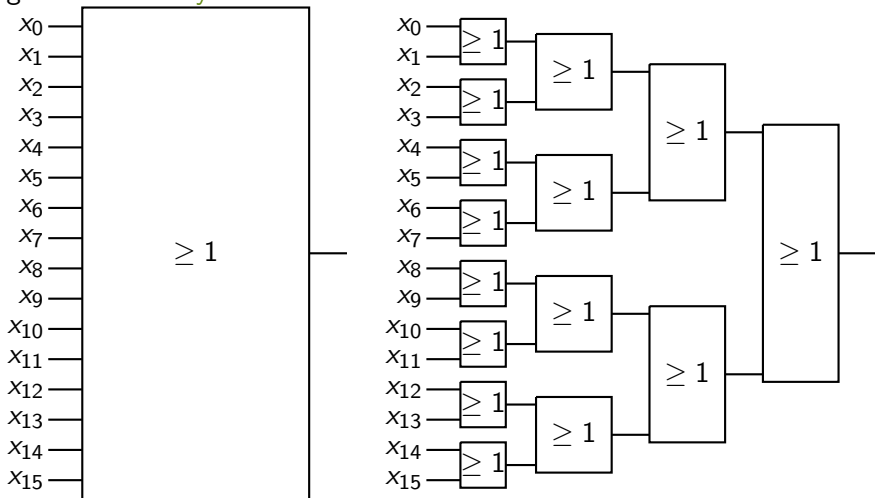 x0 x0 ≥ 1
x1 x1 ≥ 1
x2 x2 ≥ 1
x3 x3 ≥ 1
x4 x4 ≥ 1
x5 x5 ≥ 1
x6 x6 ≥ 1
x7 x7 ≥ 1
≥ 1 ≥ 1
x8 x8 ≥ 1
x9 x9 ≥ 1
x10 x10 ≥ 1
x11 x11 ≥ 1
x12 x12 ≥ 1
x13 x13
x14 x14 ≥ 1
x15 x15 ≥ 1